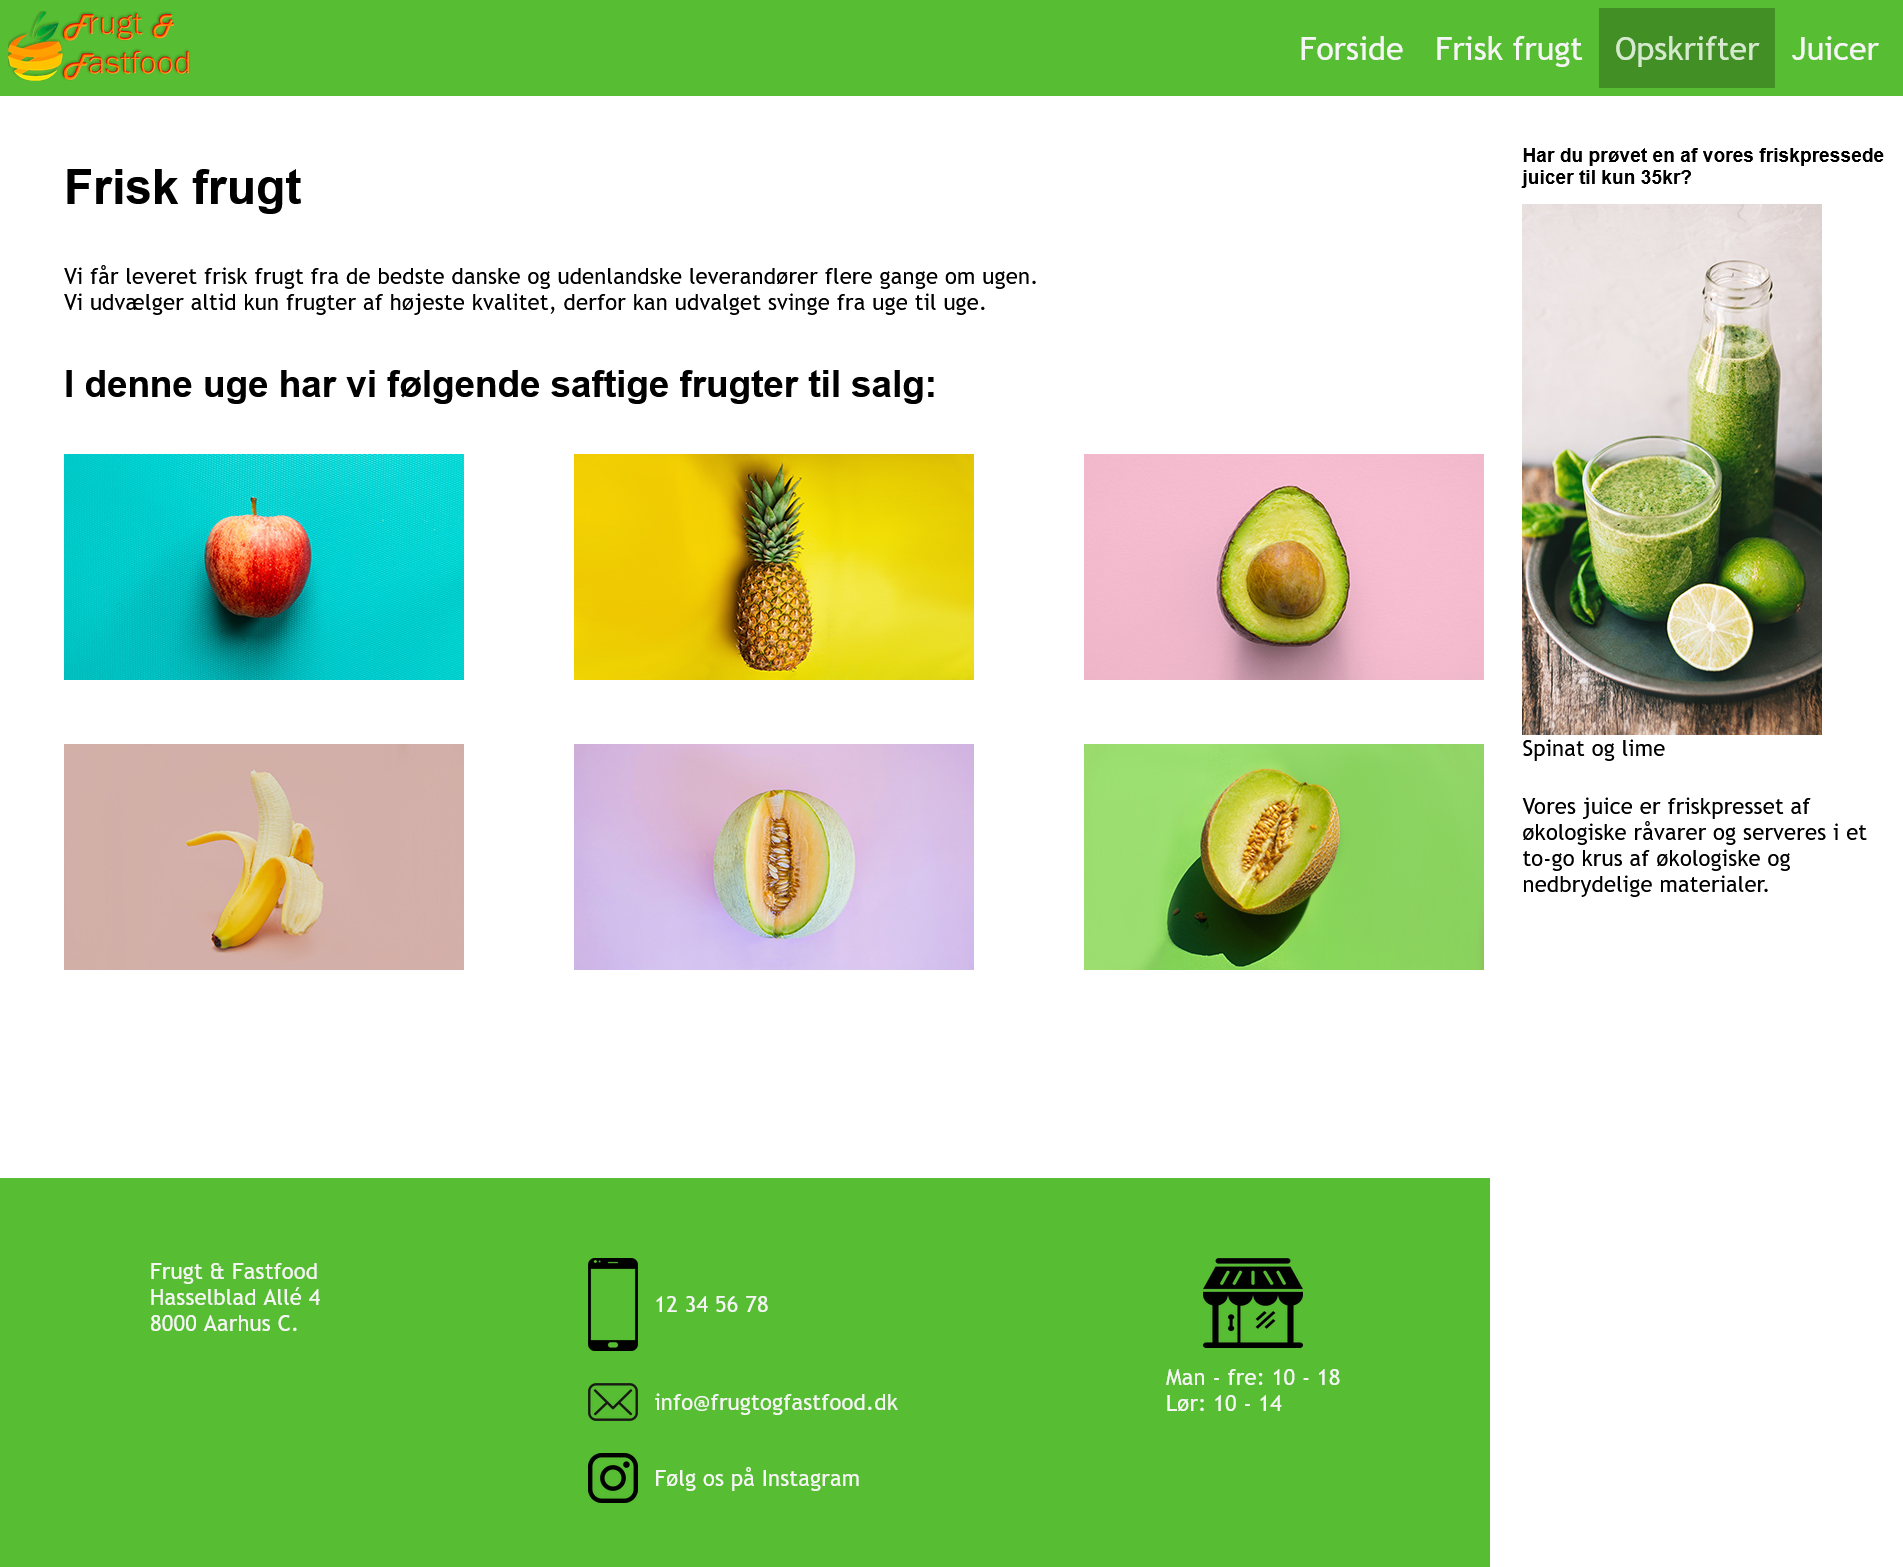 Frugt &
Fastfood
Forside Frisk frugt Opskrifter Juicer
Frisk frugt
Vi får leveret frisk frugt fra de bedste danske og udenlandske leverandører flere gange om ugen.
Vi udvælger altid kun frugter af højeste kvalitet, derfor kan udvalget svinge fra uge til uge.
I denne uge har vi følgende saftige frugter til salg:
Har du prøvet en af vores friskpressede
juicer til kun 35kr?
Spinat og lime
Vores juice er friskpresset af
økologiske råvarer og serveres i et
to-go krus af økologiske og
nedbrydelige materialer.
Frugt & Fastfood
Hasselblad Allé 4
8000 Aarhus C.
12 34 56 78
info@frugtogfastfood.dk
Følg os på Instagram
Man - fre: 10 - 18
Lør: 10 - 14